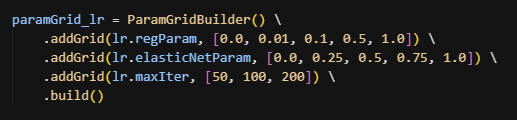 paramGrid_lr = ParamGridBuilder() \
    .addGrid(lr.regParam, [0.0, 0.01, 0.1, 0.5, 1.0]) \
    .addGrid(lr.elasticNetParam, [0.0, 0.25, 0.5, 0.75, 1.0]) \
    .addGrid(lr.maxIter, [50, 100, 200]) \
    .build()